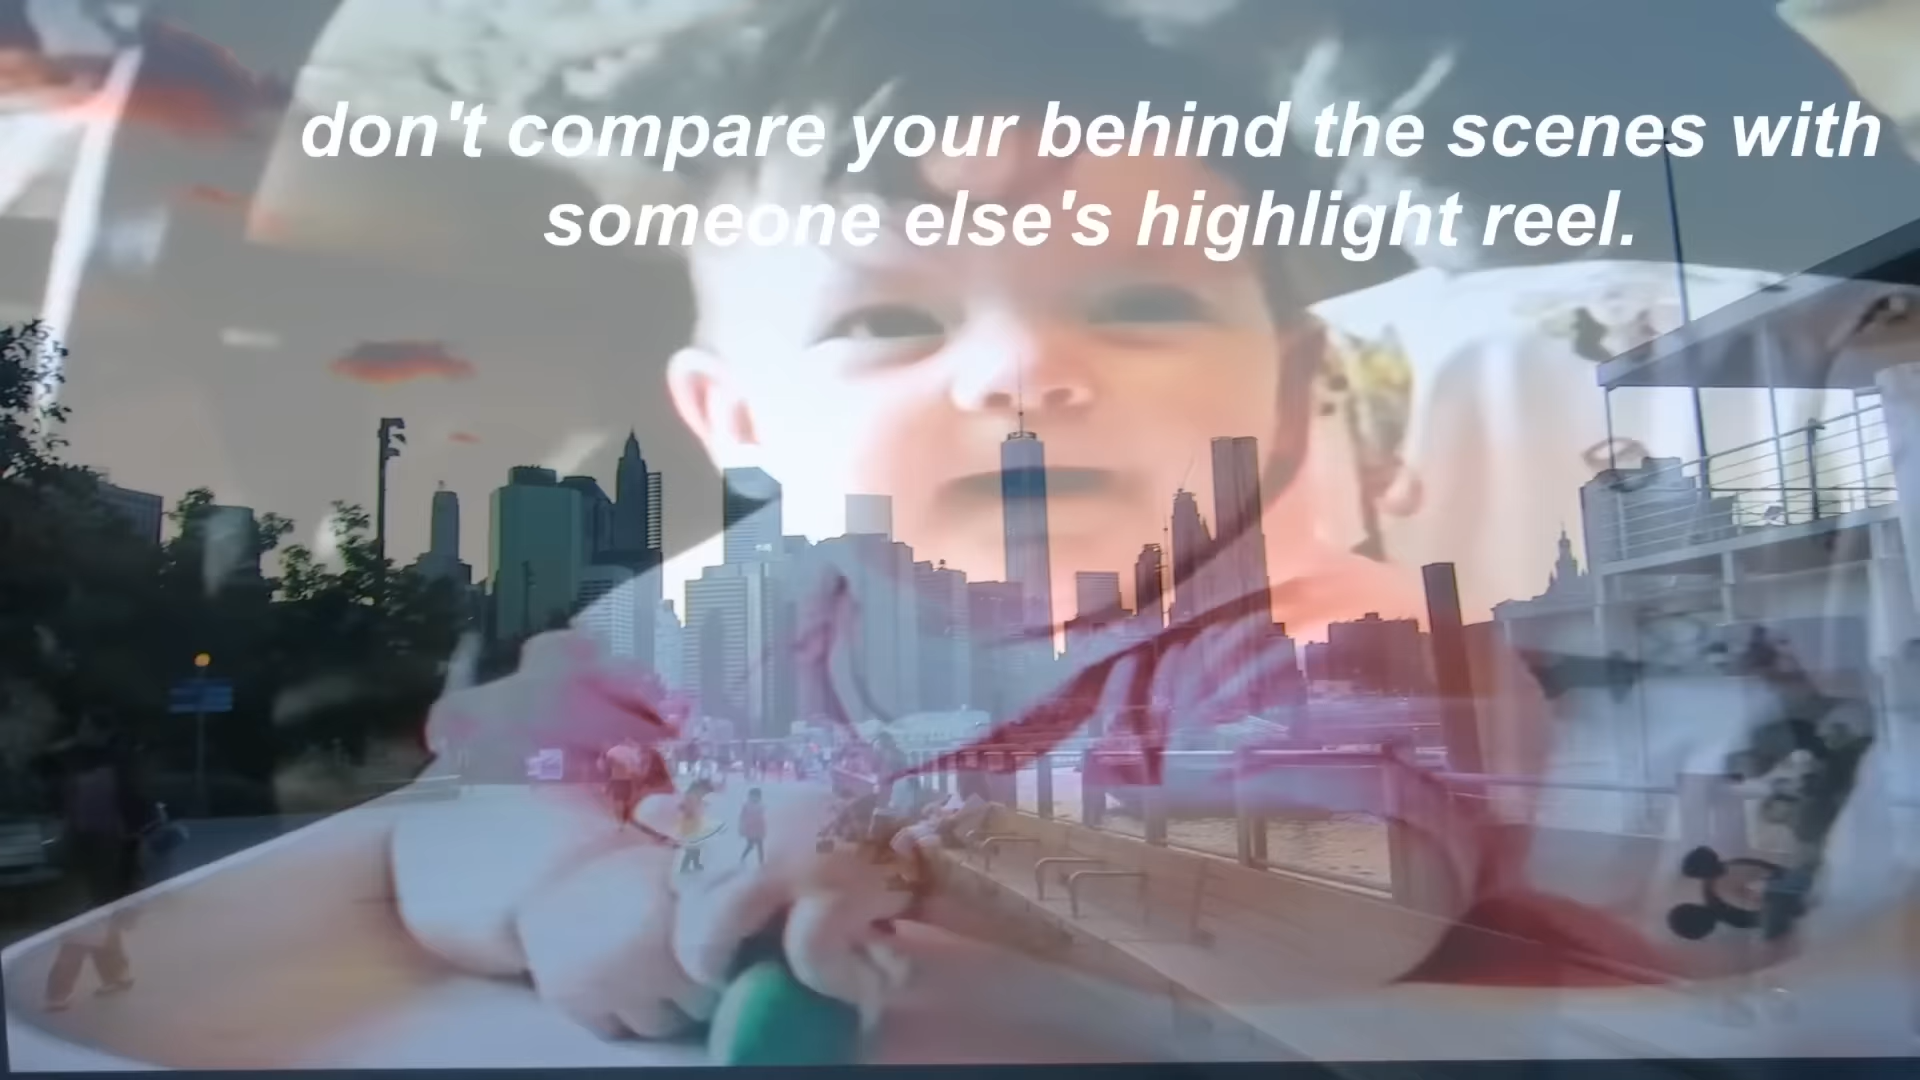 don't compare your behind the scenes with
someone else's highlight reel.